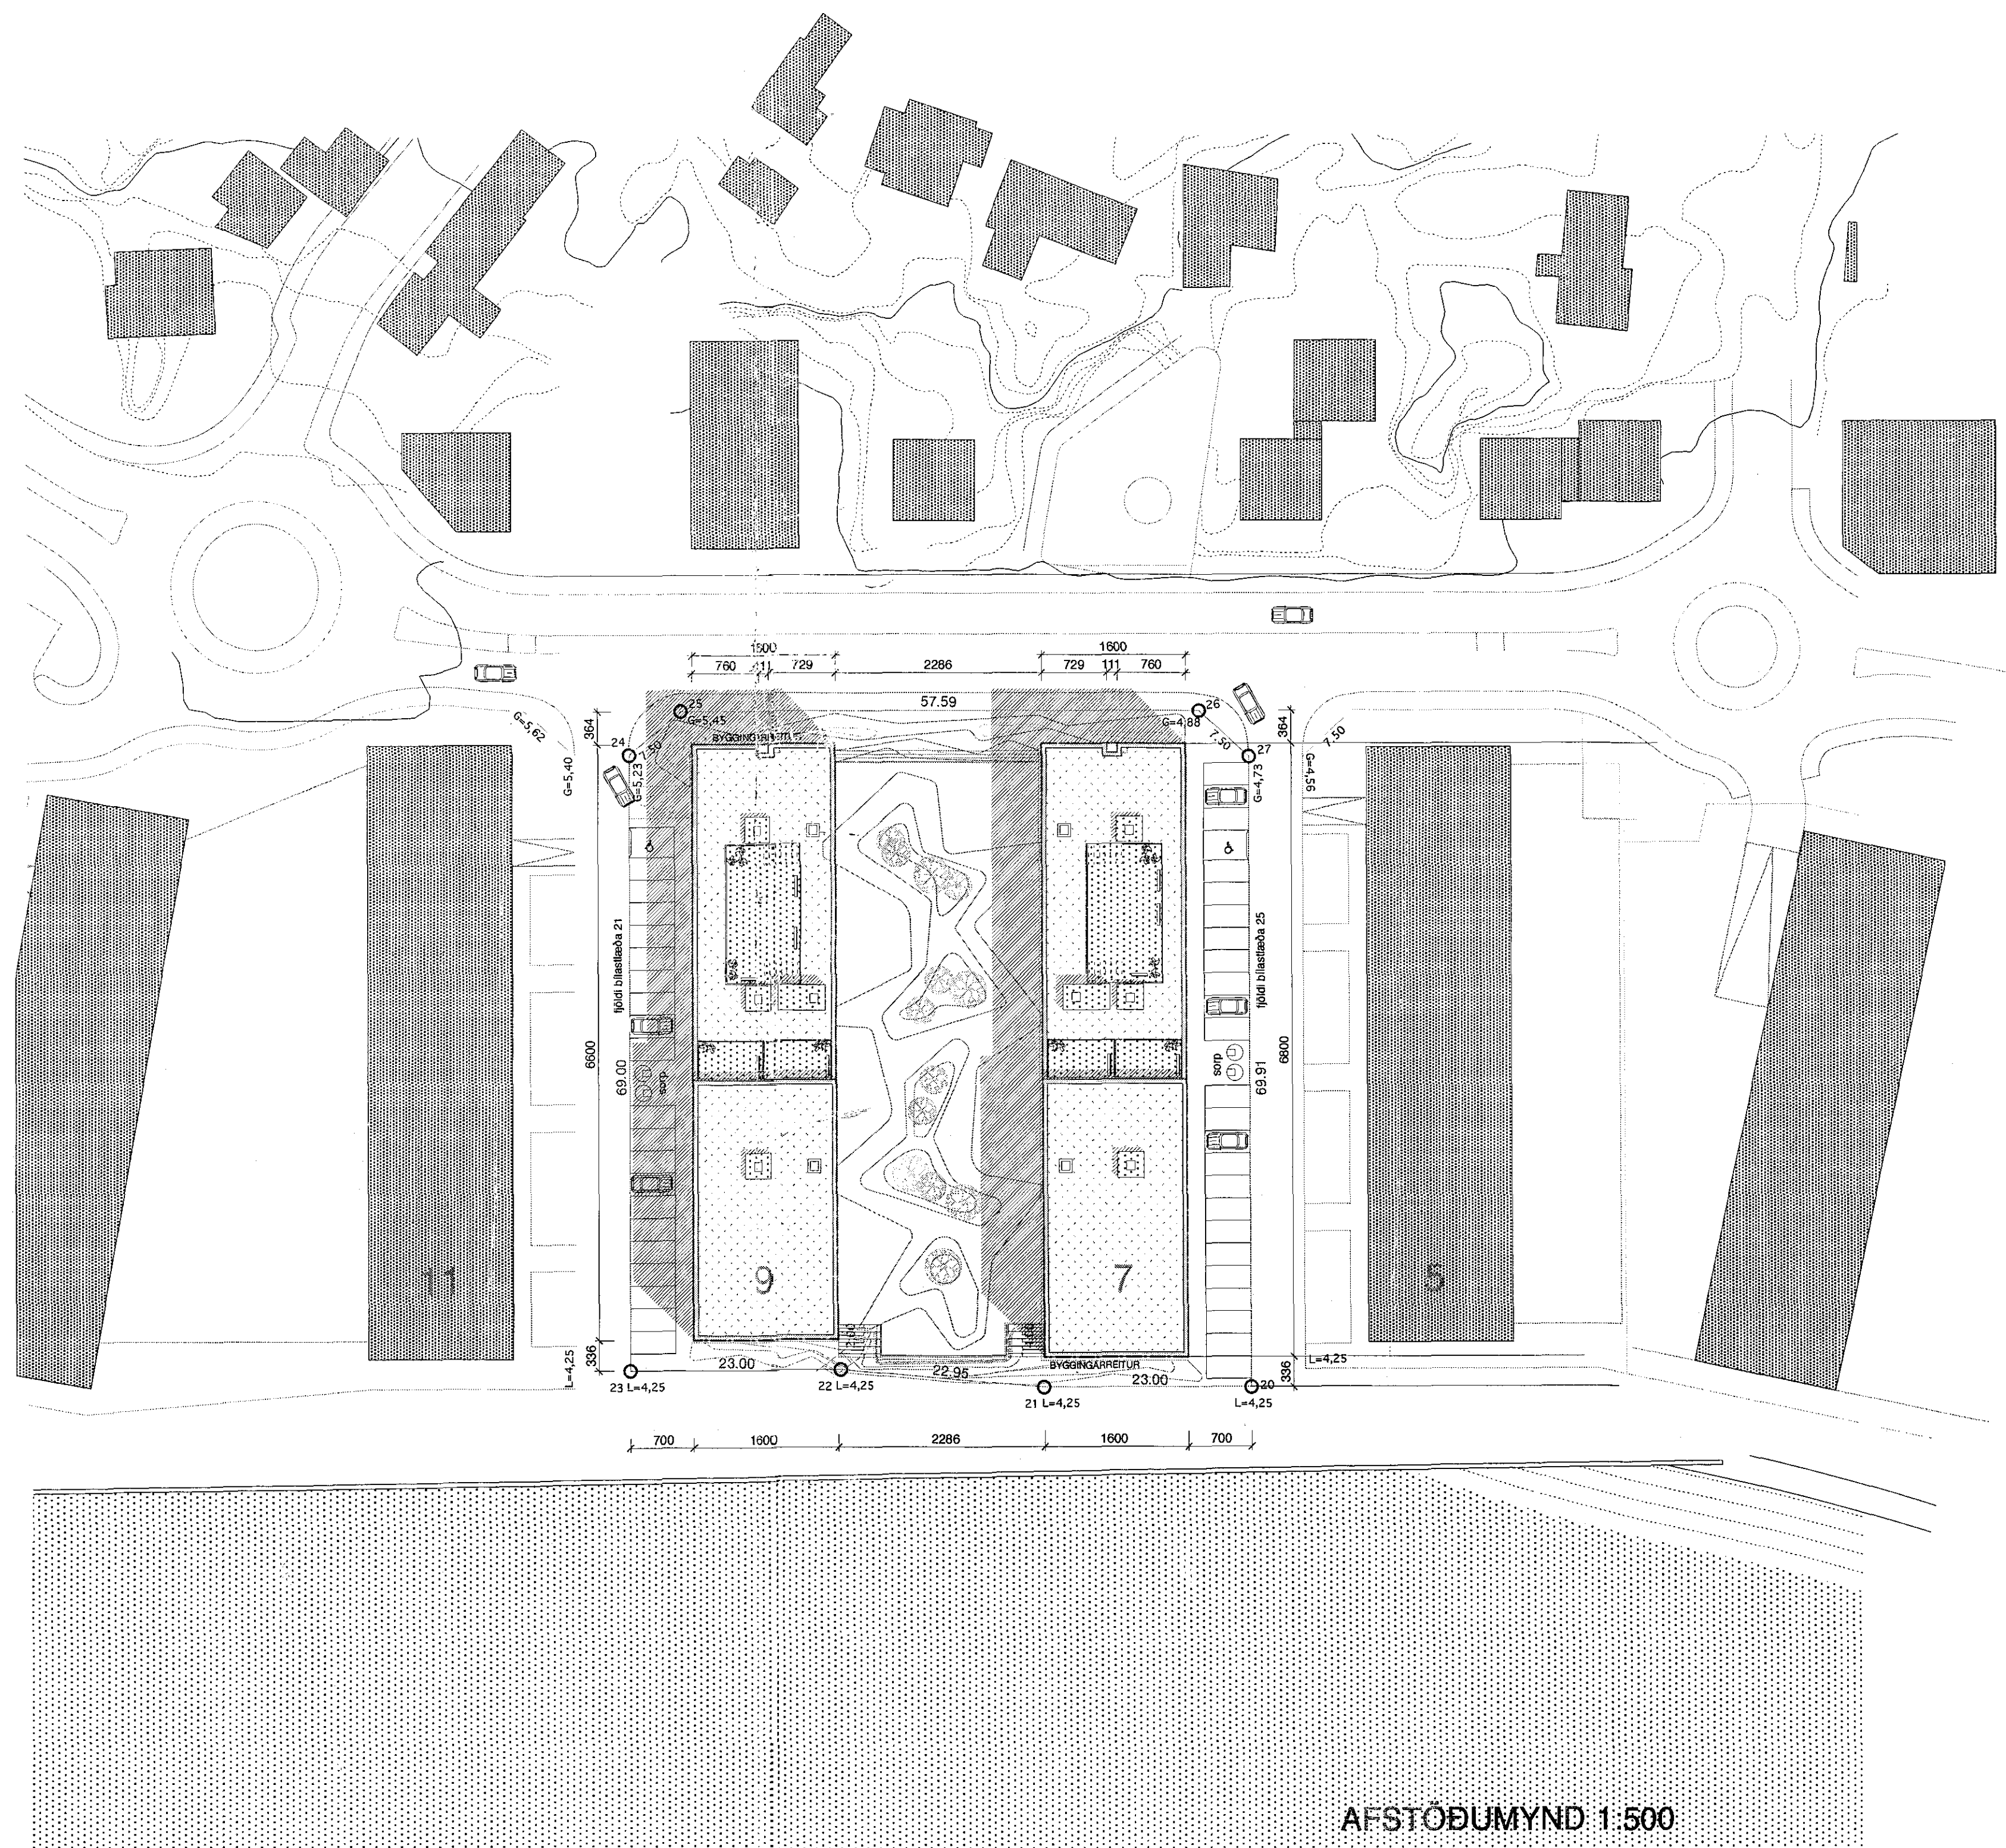 1600
1600
760
111
729
2286
729
111
760
57.59
25
G=5,45
26
G=4,88
G=5,62
364
364
24
7.50
7.50
27
7.50
BYGGINGARREITUR
G=5,40
G=5,23
G=4,73
G=4,56
fjöldi bílastæða 21
fjöldi bílastæða 25
6600
69.00
sorp
sorp
69.91
6800
11
9
7
5
336
L=4,25
23.00
22.95
BYGGINGARREITUR
23.00
336
L=4,25
23 L=4,25
22 L=4,25
21 L=4,25
20
L=4,25
700
1600
2286
1600
700
AFSTÖÐUMYND 1:500